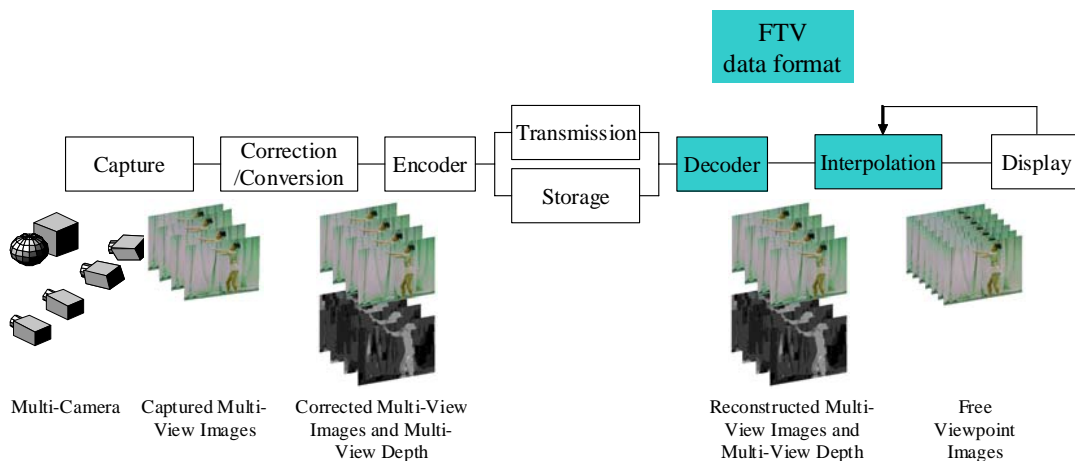 FTV
data format
Capture
Correction
/Conversion
Encoder
Transmission
Storage
Decoder
Interpolation
Display
Multi-Camera
Captured Multi-
View Images
Corrected Multi-View
Images and Multi-
View Depth
Reconstructed Multi-
View Images and
Multi-View Depth
Free
Viewpoint
Images